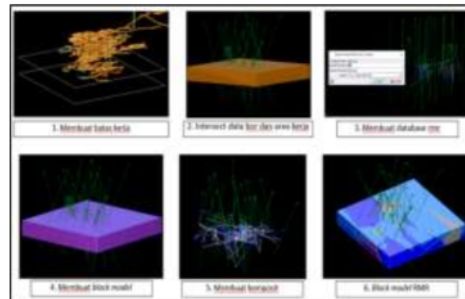 1. Membuat batas kerja
2. Intersect data bor dan area kerja
3. Membuat database rmr
4. Membuat block model
5. Membuat komposit
6. Block model RMR